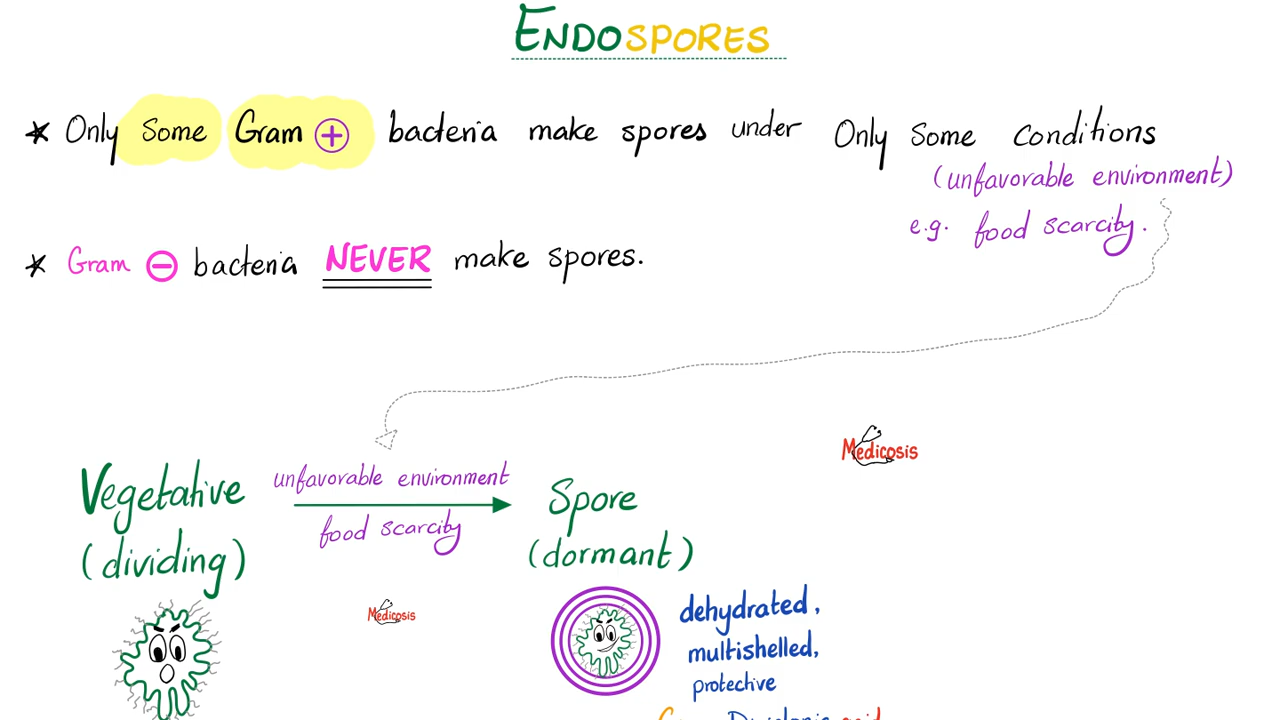 ENDOSPORES
* Only Some Gram + bacteria make spores under Only Some Conditions
(unfavorable environment)
e.g. food scarcity.
* Gram - bacteria NEVER make spores.
Medicosis
Vegetative
(dividing)
unfavorable environment
food scarcity
Spore
(dormant)
Medicosis
dehydrated,
multishelled,
protective